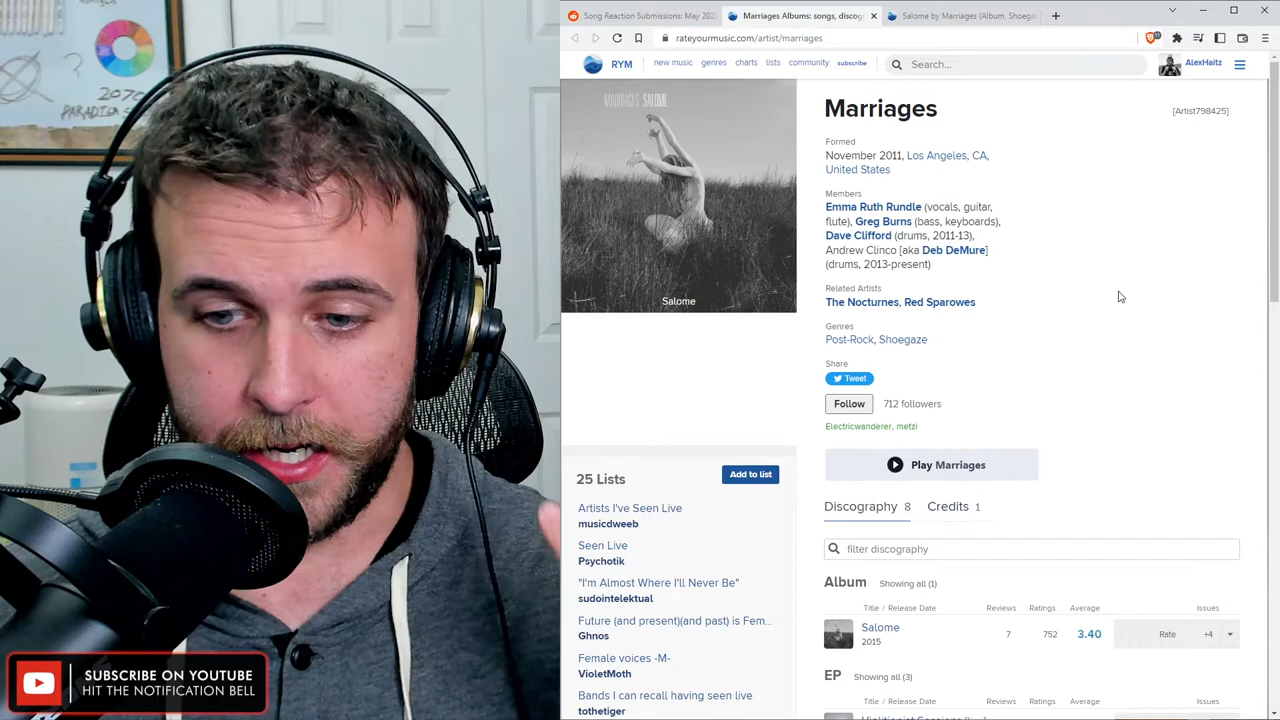 2070
PARADILA S
SUBSCRIBE ON YOUTUBE
HIT THE NOTIFICATION BELL
Song Reaction Submissions: May 202
Marriages Albums: songs, discog
Salome by Marriages (Album, Shoega
rateyourmusic.com/artist/marriages
RYM
new music genres charts lists community subscribe
Search...
AlexHaitz
MARRIAGES SALOME
Salome
Marriages
[Artist798425]
Formed
November 2011, Los Angeles, CA,
United States
Members
Emma Ruth Rundle (vocals, guitar,
flute), Greg Burns (bass, keyboards),
Dave Clifford (drums, 2011-13),
Andrew Clinco [aka Deb DeMure]
(drums, 2013-present)
Related Artists
The Nocturnes, Red Sparowes
Genres
Post-Rock, Shoegaze
Share
Tweet
Follow 712 followers
Electricwanderer, metzi
Play Marriages
25 Lists
Add to list
Artists I've Seen Live
musicdweeb
Seen Live
Psychotik
"I'm Almost Where I'll Never Be"
sudointelektual
Future (and present)(and past) is Fem...
Ghnos
Female voices -M-
VioletMoth
Bands I can recall having seen live
tothetiger
Discography 8 Credits 1
filter discography
Album Showing all (1)
Title / Release Date Reviews Ratings Average Issues
Salome 7 752 3.40 Rate +4
2015
EP Showing all (3)
Title / Release Date Reviews Ratings Average Issues